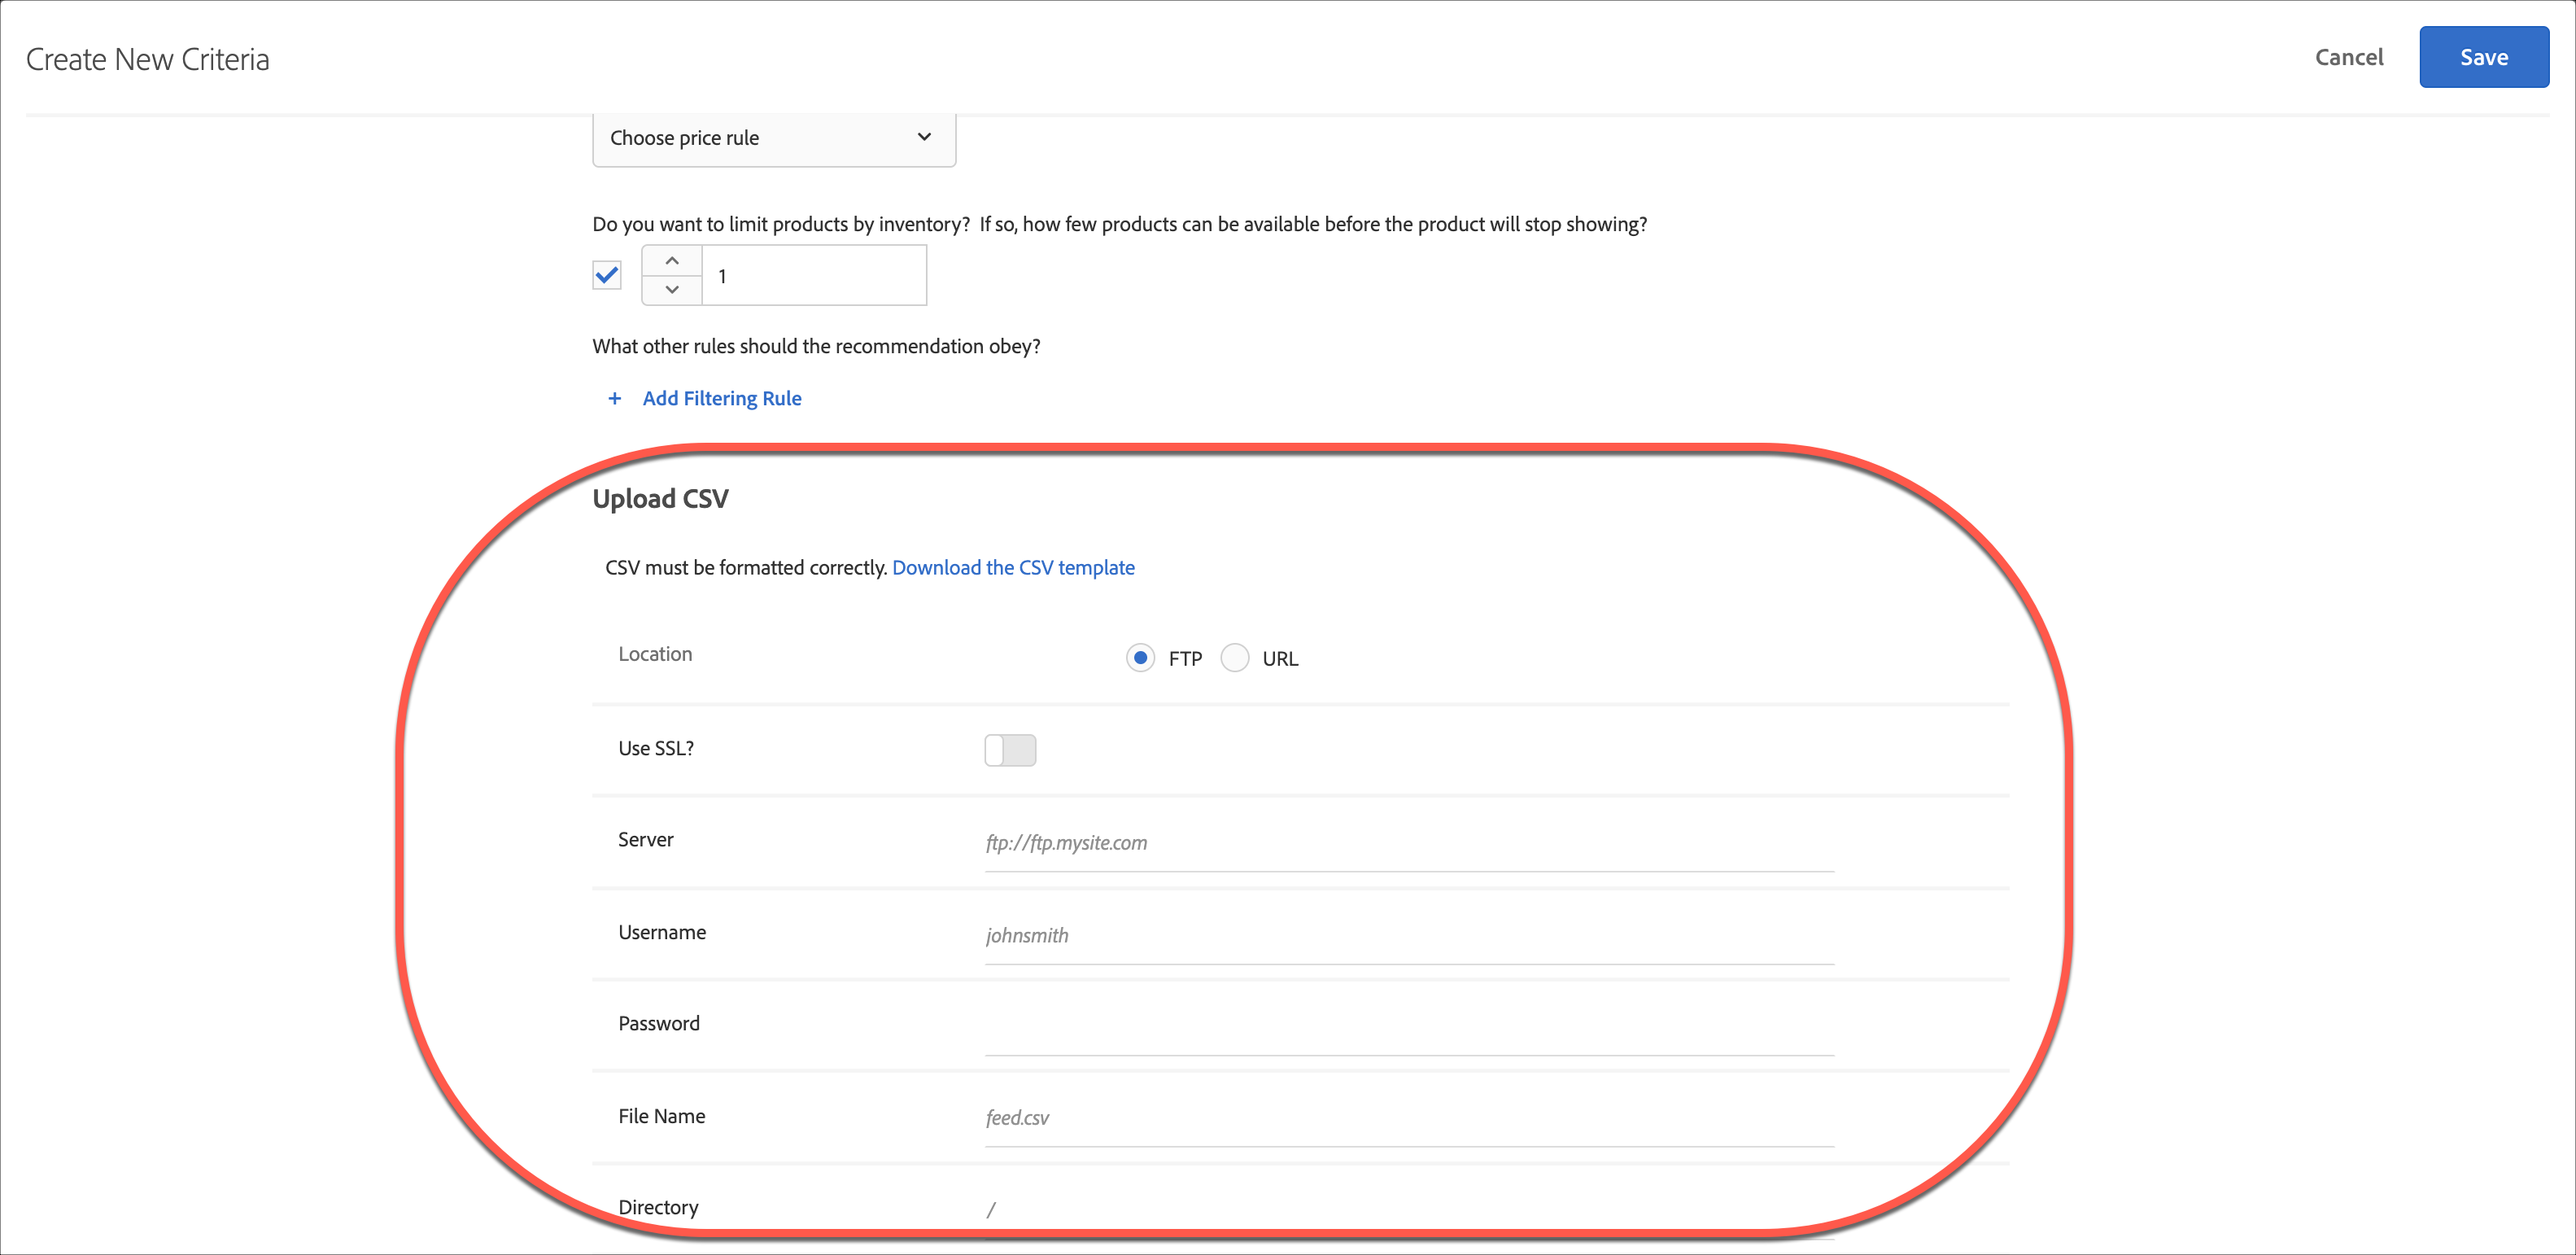 Create New Criteria
Cancel
Save
Choose price rule
Do you want to limit products by inventory?  If so, how few products can be available before the product will stop showing?
1
What other rules should the recommendation obey?
+ Add Filtering Rule
Upload CSV
CSV must be formatted correctly. Download the CSV template
Location FTP URL
Use SSL?
Server ftp://ftp.mysite.com
Username johnsmith
Password
File Name feed.csv
Directory /